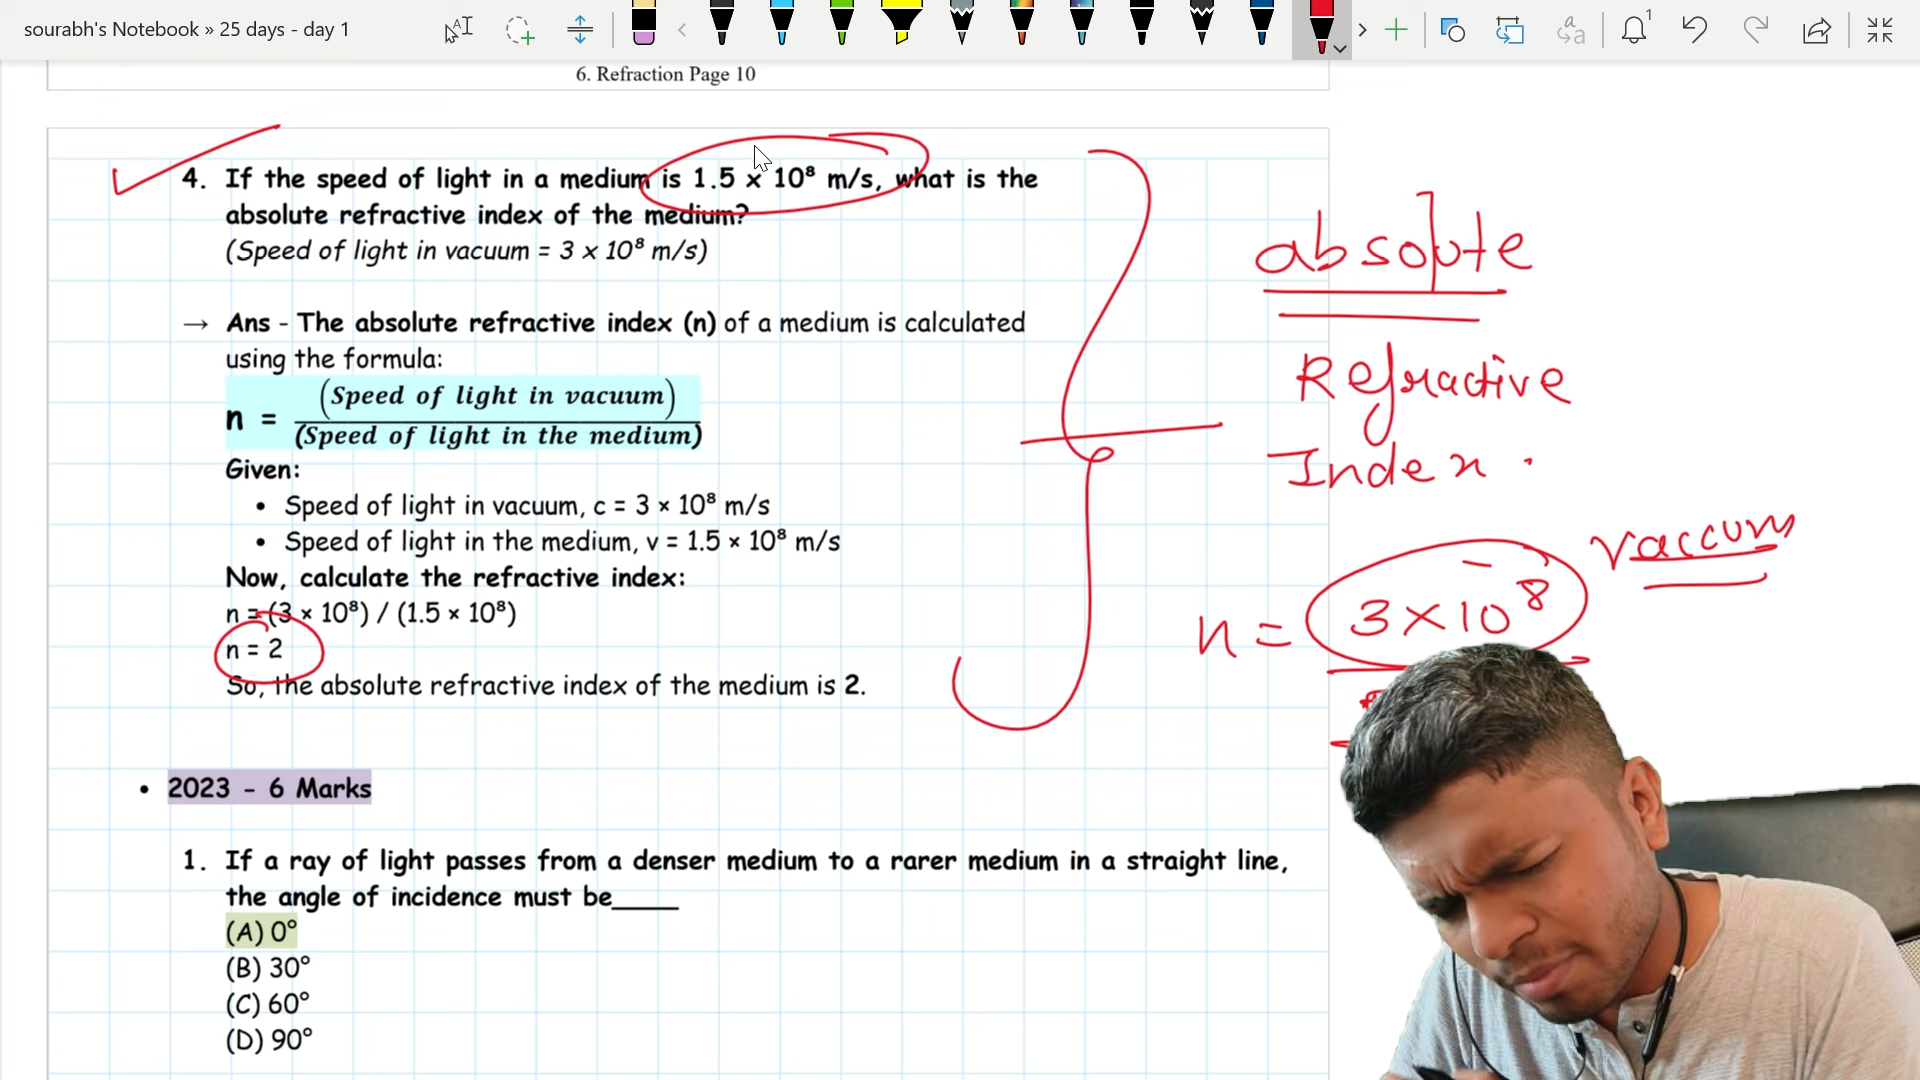 sourabh's Notebook » 25 days - day 1
6. Refraction Page 10
4. If the speed of light in a medium is 1.5 × 10⁸ m/s, what is the
absolute refractive index of the medium?
(Speed of light in vacuum = 3 × 10⁸ m/s)
→ Ans - The absolute refractive index (n) of a medium is calculated
using the formula:
n = (Speed of light in vacuum)
(Speed of light in the medium)
Given:
• Speed of light in vacuum, c = 3 × 10⁸ m/s
• Speed of light in the medium, v = 1.5 × 10⁸ m/s
Now, calculate the refractive index:
n = (3 × 10⁸) / (1.5 × 10⁸)
n = 2
So, the absolute refractive index of the medium is 2.
• 2023 - 6 Marks
1. If a ray of light passes from a denser medium to a rarer medium in a straight line,
the angle of incidence must be____
(A) 0°
(B) 30°
(C) 60°
(D) 90°
absolute
Refractive
Index.
vaccum
n = 3×10⁸